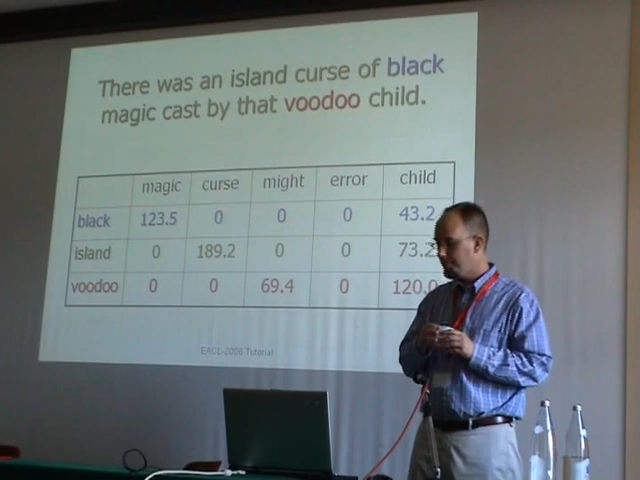 There was an island curse of black
magic cast by that voodoo child.
magic curse might error child
black 123.5 0 0 0 43.2
island 0 189.2 0 0 73.2
voodoo 0 0 69.4 0 120.0
EACL-2006 Tutorial